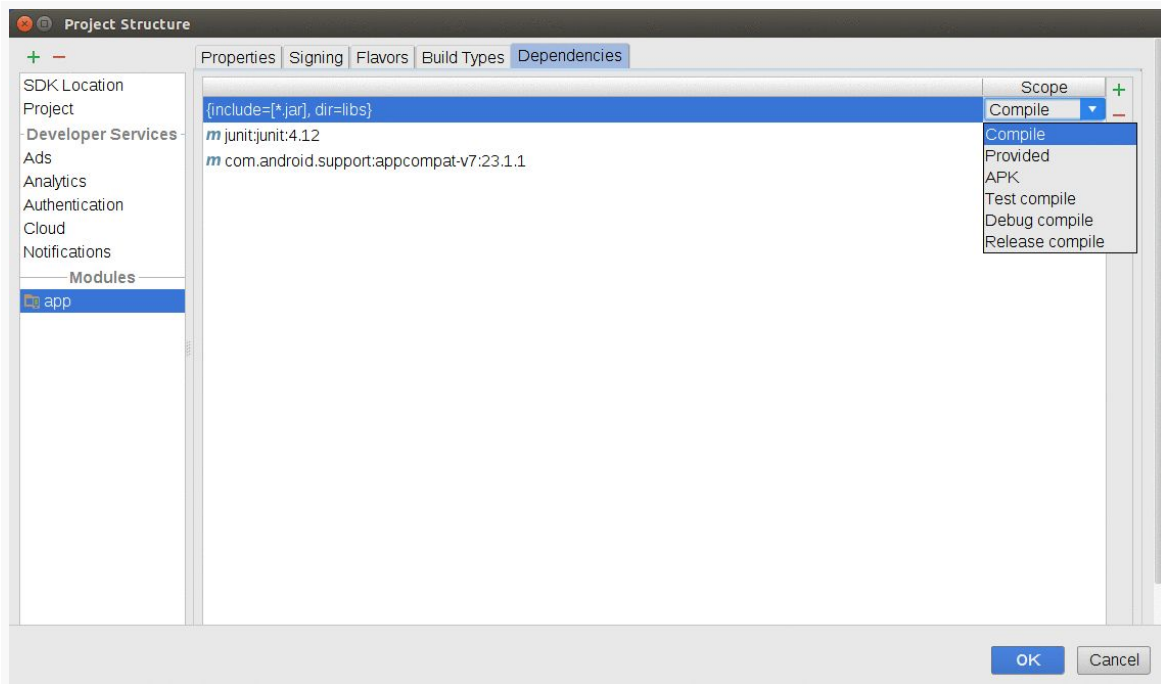 Project Structure
+ −
Properties Signing Flavors Build Types Dependencies
SDK Location
Project
Developer Services
Ads
Analytics
Authentication
Cloud
Notifications
Modules
app
Scope
{include=[*.jar], dir=libs} Compile
m junit:junit:4.12
m com.android.support:appcompat-v7:23.1.1
Compile
Provided
APK
Test compile
Debug compile
Release compile
+
−
OK Cancel